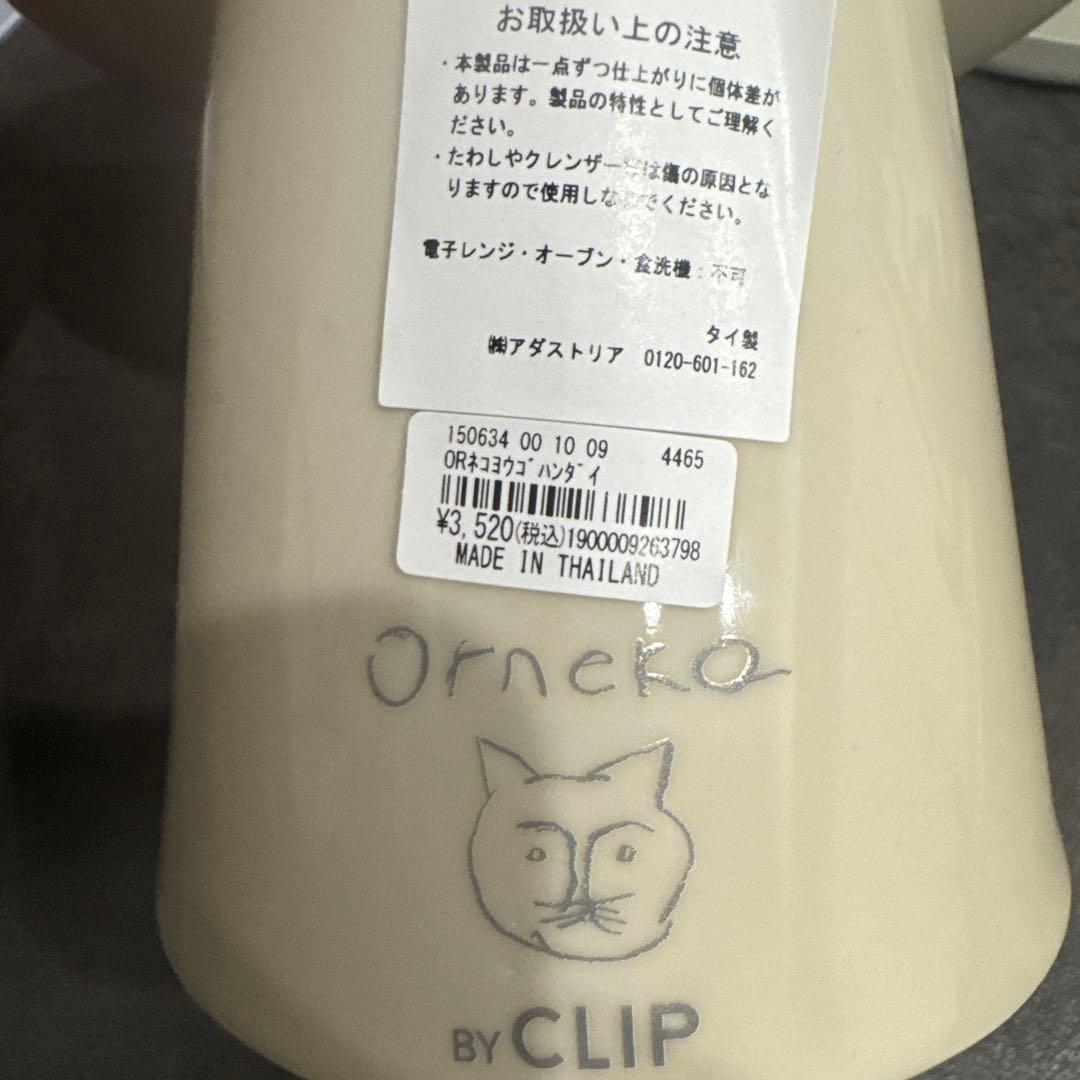 お取扱い上の注意
・本製品は一点ずつ仕上がりに個体差が
あります。製品の特性としてご理解く
ださい。
・たわしやクレンザー等は傷の原因とな
りますので使用しないでください。
電子レンジ・オーブン・食洗機：不可
タイ製
㈱アダストリア 0120-601-162
150634 00 10 09 4465
ORネコヨウゴハンダイ
¥3,520(税込)1900009263798
MADE IN THAILAND
orneko
BY CLIP